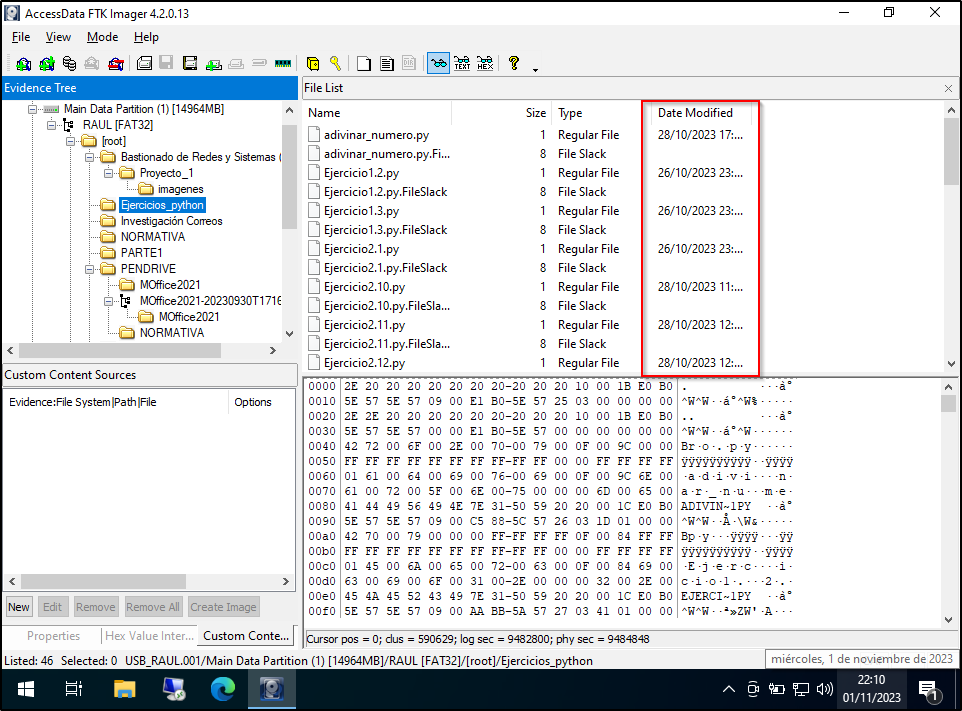 AccessData FTK Imager 4.2.0.13
File View Mode Help
Evidence Tree
Main Data Partition (1) [14964MB]
RAUL [FAT32]
[root]
Bastionado de Redes y Sistemas (
Proyecto_1
imagenes
Ejercicios_python
Investigación Correos
NORMATIVA
PARTE1
PENDRIVE
MOffice2021
MOffice2021-20230930T1716
MOffice2021
NORMATIVA
Custom Content Sources
Evidence:File System|Path|File Options
New Edit Remove Remove All Create Image
Properties Hex Value Inter... Custom Conte...
File List
Name Size Type Date Modified
adivinar_numero.py 1 Regular File 28/10/2023 17:...
adivinar_numero.py.Fi... 8 File Slack
Ejercicio1.2.py 1 Regular File 26/10/2023 23:...
Ejercicio1.2.py.FileSlack 8 File Slack
Ejercicio1.3.py 1 Regular File 26/10/2023 23:...
Ejercicio1.3.py.FileSlack 8 File Slack
Ejercicio2.1.py 1 Regular File 26/10/2023 23:...
Ejercicio2.1.py.FileSlack 8 File Slack
Ejercicio2.10.py 1 Regular File 28/10/2023 11:...
Ejercicio2.10.py.FileSla... 8 File Slack
Ejercicio2.11.py 1 Regular File 28/10/2023 12:...
Ejercicio2.11.py.FileSla... 8 File Slack
Ejercicio2.12.py 1 Regular File 28/10/2023 12:...
0000 2E 20 20 20 20 20 20 20-20 20 20 10 00 1B E0 B0 .          ···à°
0010 5E 57 5E 57 09 00 E1 B0-5E 57 25 03 00 00 00 00 ^W^W··á°^W%·····
0020 2E 2E 20 20 20 20 20 20-20 20 20 10 00 1B E0 B0 ..         ···à°
0030 5E 57 5E 57 00 00 E1 B0-5E 57 00 00 00 00 00 00 ^W^W··á°^W······
0040 42 72 00 6F 00 2E 00 70-00 79 00 0F 00 9C 00 00 Br·o·.·p·y······
0050 FF FF FF FF FF FF FF FF-FF FF 00 00 FF FF FF FF ÿÿÿÿÿÿÿÿÿÿ··ÿÿÿÿ
0060 01 61 00 64 00 69 00 76-00 69 00 0F 00 9C 6E 00 ·a·d·i·v·i···n·
0070 61 00 72 00 5F 00 6E 00-75 00 00 00 6D 00 65 00 a·r·_·n·u···m·e·
0080 41 44 49 56 49 4E 7E 31-50 59 20 20 00 1C E0 B0 ADIVIN~1PY  ··à°
0090 5E 57 5E 57 09 00 C5 88-5C 57 26 03 1D 01 00 00 ^W^W··Å·\W&·····
00a0 42 70 00 79 00 00 00 FF-FF FF FF 0F 00 84 FF FF Bp·y···ÿÿÿÿ···ÿÿ
00b0 FF FF FF FF FF FF FF FF-FF FF 00 00 FF FF FF FF ÿÿÿÿÿÿÿÿÿÿ··ÿÿÿÿ
00c0 01 45 00 6A 00 65 00 72-00 63 00 0F 00 84 69 00 ·E·j·e·r·c····i·
00d0 63 00 69 00 6F 00 31 00-2E 00 00 00 32 00 2E 00 c·i·o·1·.···2·.·
00e0 45 4A 45 52 43 49 7E 31-50 59 20 20 00 1C E0 B0 EJERCI~1PY  ··à°
00f0 5E 57 5E 57 09 00 AA BB-5A 57 27 03 41 01 00 00 ^W^W··ª»ZW'·A···
Cursor pos = 0; clus = 590629; log sec = 9482800; phy sec = 9484848
Listed: 46 Selected: 0 USB_RAUL.001/Main Data Partition (1) [14964MB]/RAUL [FAT32]/[root]/Ejercicios_python
miércoles, 1 de noviembre de 2023
22:10
01/11/2023
1